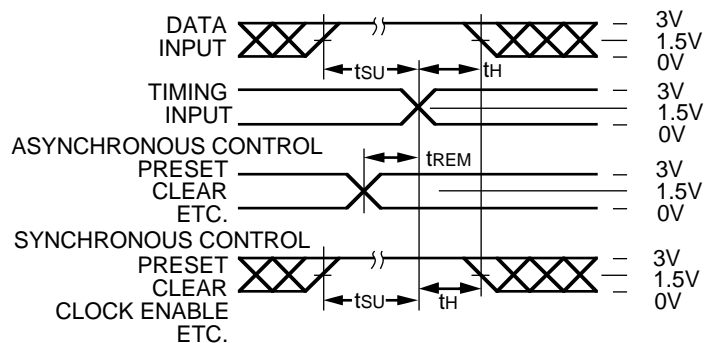 DATA
INPUT
3V
1.5V
0V
tSU
tH
TIMING
INPUT
3V
1.5V
0V
ASYNCHRONOUS CONTROL
PRESET
CLEAR
ETC.
tREM
3V
1.5V
0V
SYNCHRONOUS CONTROL
PRESET
CLEAR
CLOCK ENABLE
ETC.
tSU
tH
3V
1.5V
0V